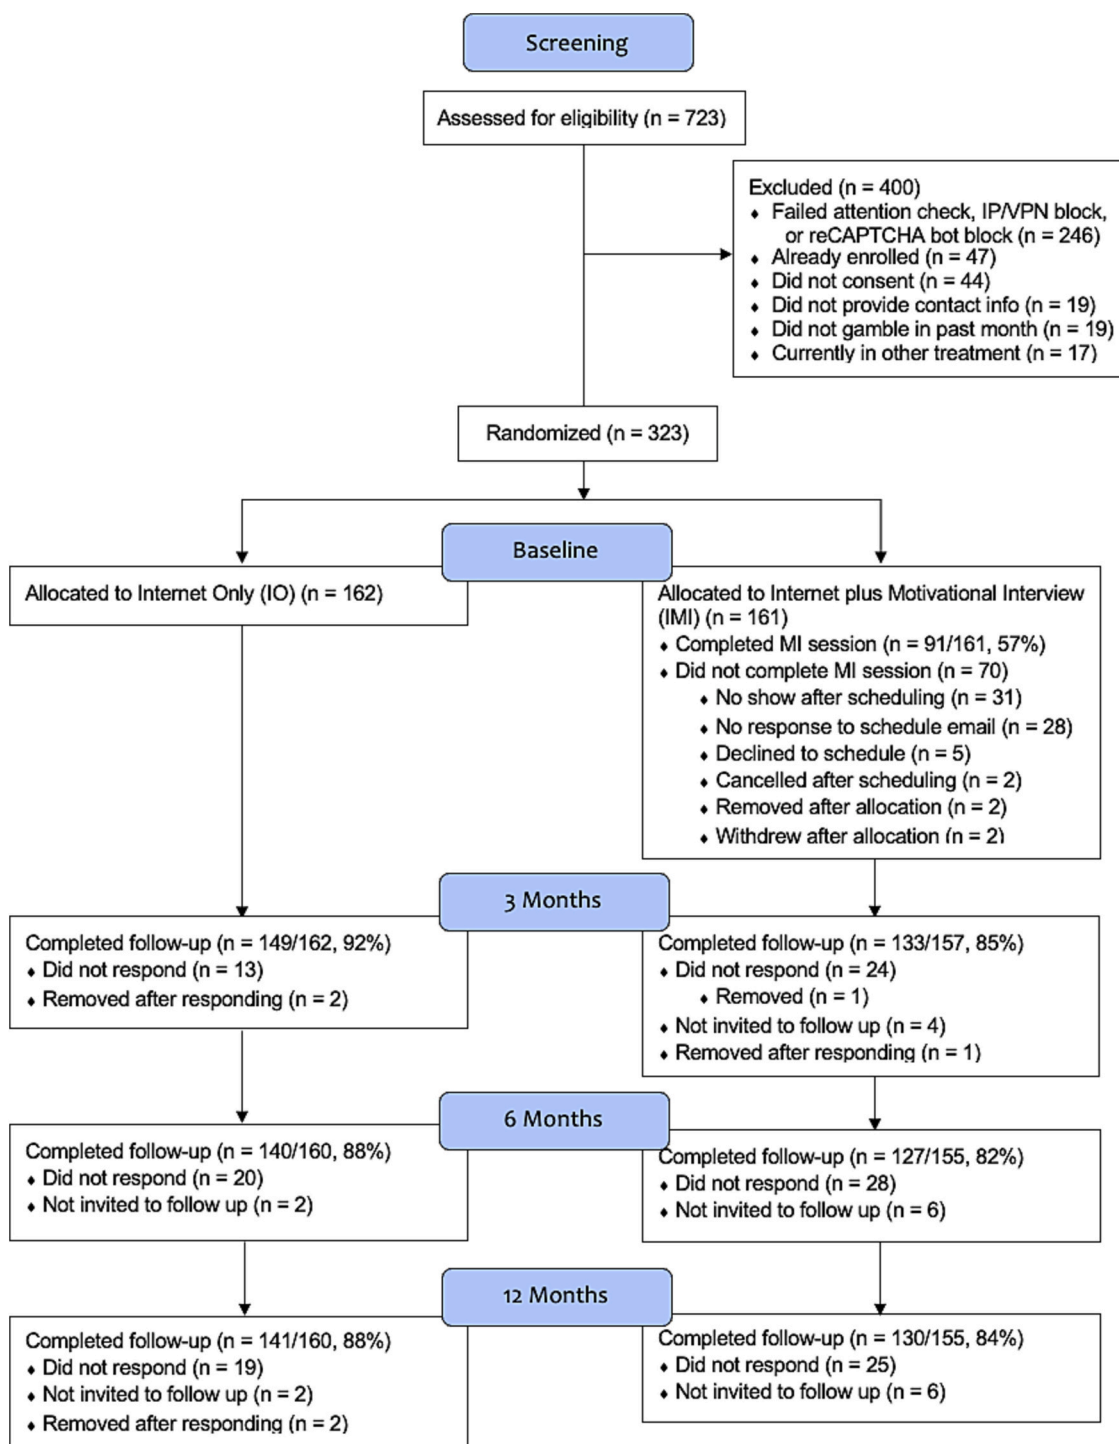 Screening
Assessed for eligibility (n = 723)
Excluded (n = 400)
♦ Failed attention check, IP/VPN block,
or reCAPTCHA bot block (n = 246)
♦ Already enrolled (n = 47)
♦ Did not consent (n = 44)
♦ Did not provide contact info (n = 19)
♦ Did not gamble in past month (n = 19)
♦ Currently in other treatment (n = 17)
Randomized (n = 323)
Baseline
Allocated to Internet Only (IO) (n = 162)
Allocated to Internet plus Motivational Interview
(IMI) (n = 161)
♦ Completed MI session (n = 91/161, 57%)
♦ Did not complete MI session (n = 70)
♦ No show after scheduling (n = 31)
♦ No response to schedule email (n = 28)
♦ Declined to schedule (n = 5)
♦ Cancelled after scheduling (n = 2)
♦ Removed after allocation (n = 2)
♦ Withdrew after allocation (n = 2)
3 Months
Completed follow-up (n = 149/162, 92%)
♦ Did not respond (n = 13)
♦ Removed after responding (n = 2)
Completed follow-up (n = 133/157, 85%)
♦ Did not respond (n = 24)
♦ Removed (n = 1)
♦ Not invited to follow up (n = 4)
♦ Removed after responding (n = 1)
6 Months
Completed follow-up (n = 140/160, 88%)
♦ Did not respond (n = 20)
♦ Not invited to follow up (n = 2)
Completed follow-up (n = 127/155, 82%)
♦ Did not respond (n = 28)
♦ Not invited to follow up (n = 6)
12 Months
Completed follow-up (n = 141/160, 88%)
♦ Did not respond (n = 19)
♦ Not invited to follow up (n = 2)
♦ Removed after responding (n = 2)
Completed follow-up (n = 130/155, 84%)
♦ Did not respond (n = 25)
♦ Not invited to follow up (n = 6)